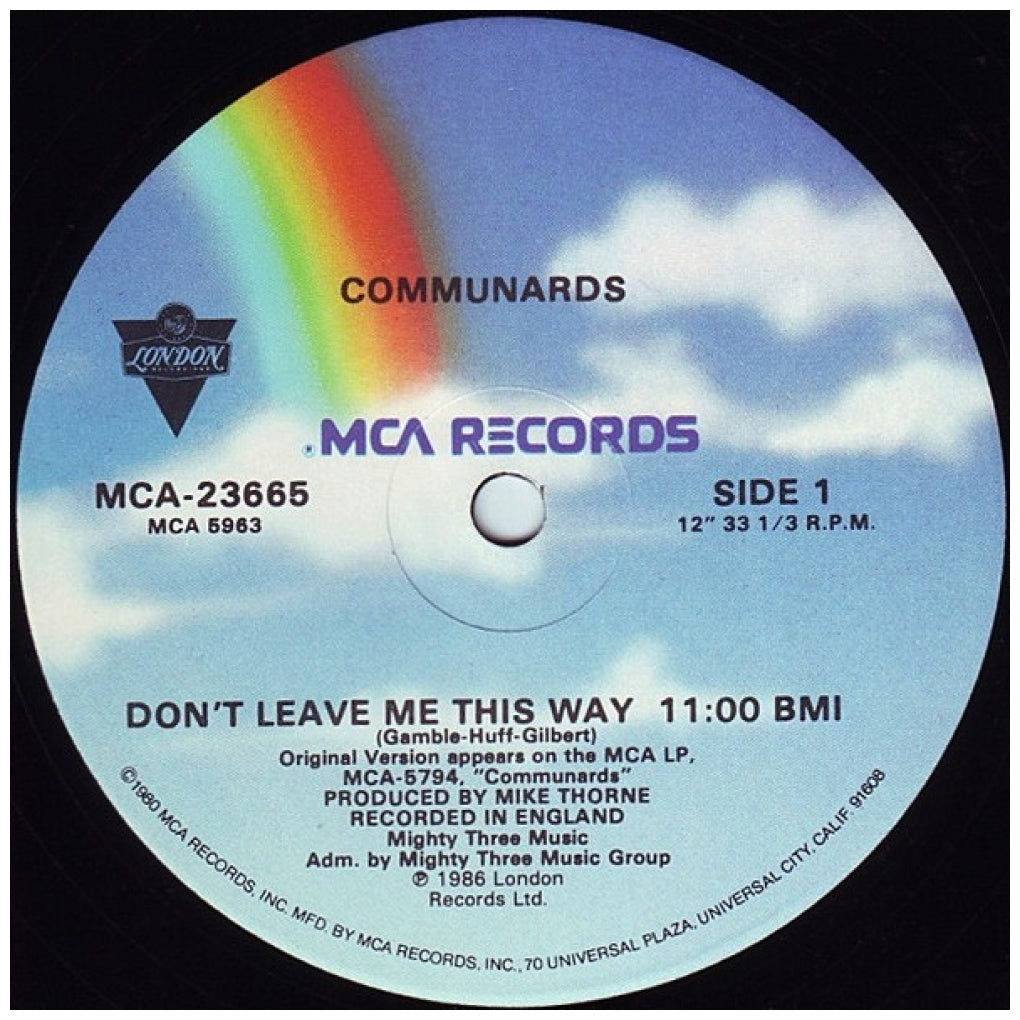 COMMUNARDS
LONDON
RECORDINGS
MCA RECORDS
MCA-23665
MCA 5963
SIDE 1
12" 33 1/3 R.P.M.
DON'T LEAVE ME THIS WAY 11:00 BMI
(Gamble-Huff-Gilbert)
Original Version appears on the MCA LP,
MCA-5794, "Communards"
PRODUCED BY MIKE THORNE
RECORDED IN ENGLAND
Mighty Three Music
Adm. by Mighty Three Music Group
℗ 1986 London
Records Ltd.
©1980 MCA RECORDS, INC. MFD. BY MCA RECORDS, INC., 70 UNIVERSAL PLAZA, UNIVERSAL CITY, CALIF. 91608